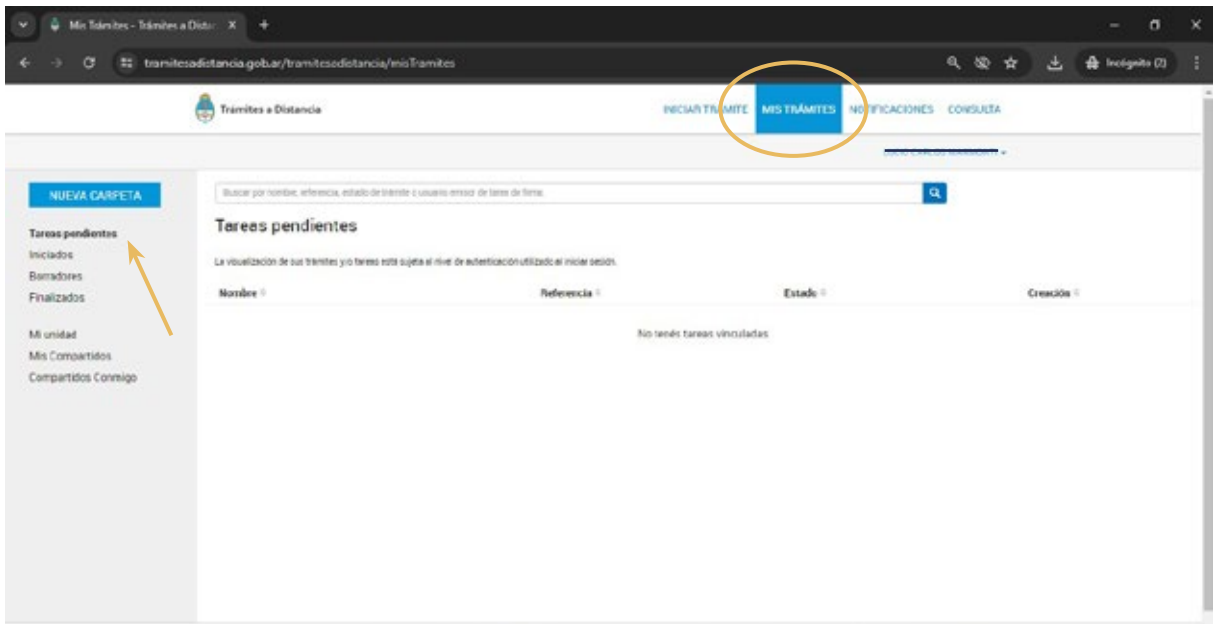 Mis Trámites - Trámites a Dista
tramitesadistancia.gob.ar/tramitesadistancia/misTramites
Incógnito (2)
Trámites a Distancia
INICIAR TRÁMITE MIS TRÁMITES NOTIFICACIONES CONSULTA
NUEVA CARPETA
Buscar por nombre, referencia, estado de trámite o usuario emisor de tarea de firma.
Tareas pendientes
Tareas pendientes
Iniciados
Borradores
Finalizados
Mi unidad
Mis Compartidos
Compartidos Conmigo
La visualización de sus trámites y/o tareas está sujeta al nivel de autenticación utilizado al iniciar sesión.
Nombre Referencia Estado Creación
No tenés tareas vinculadas